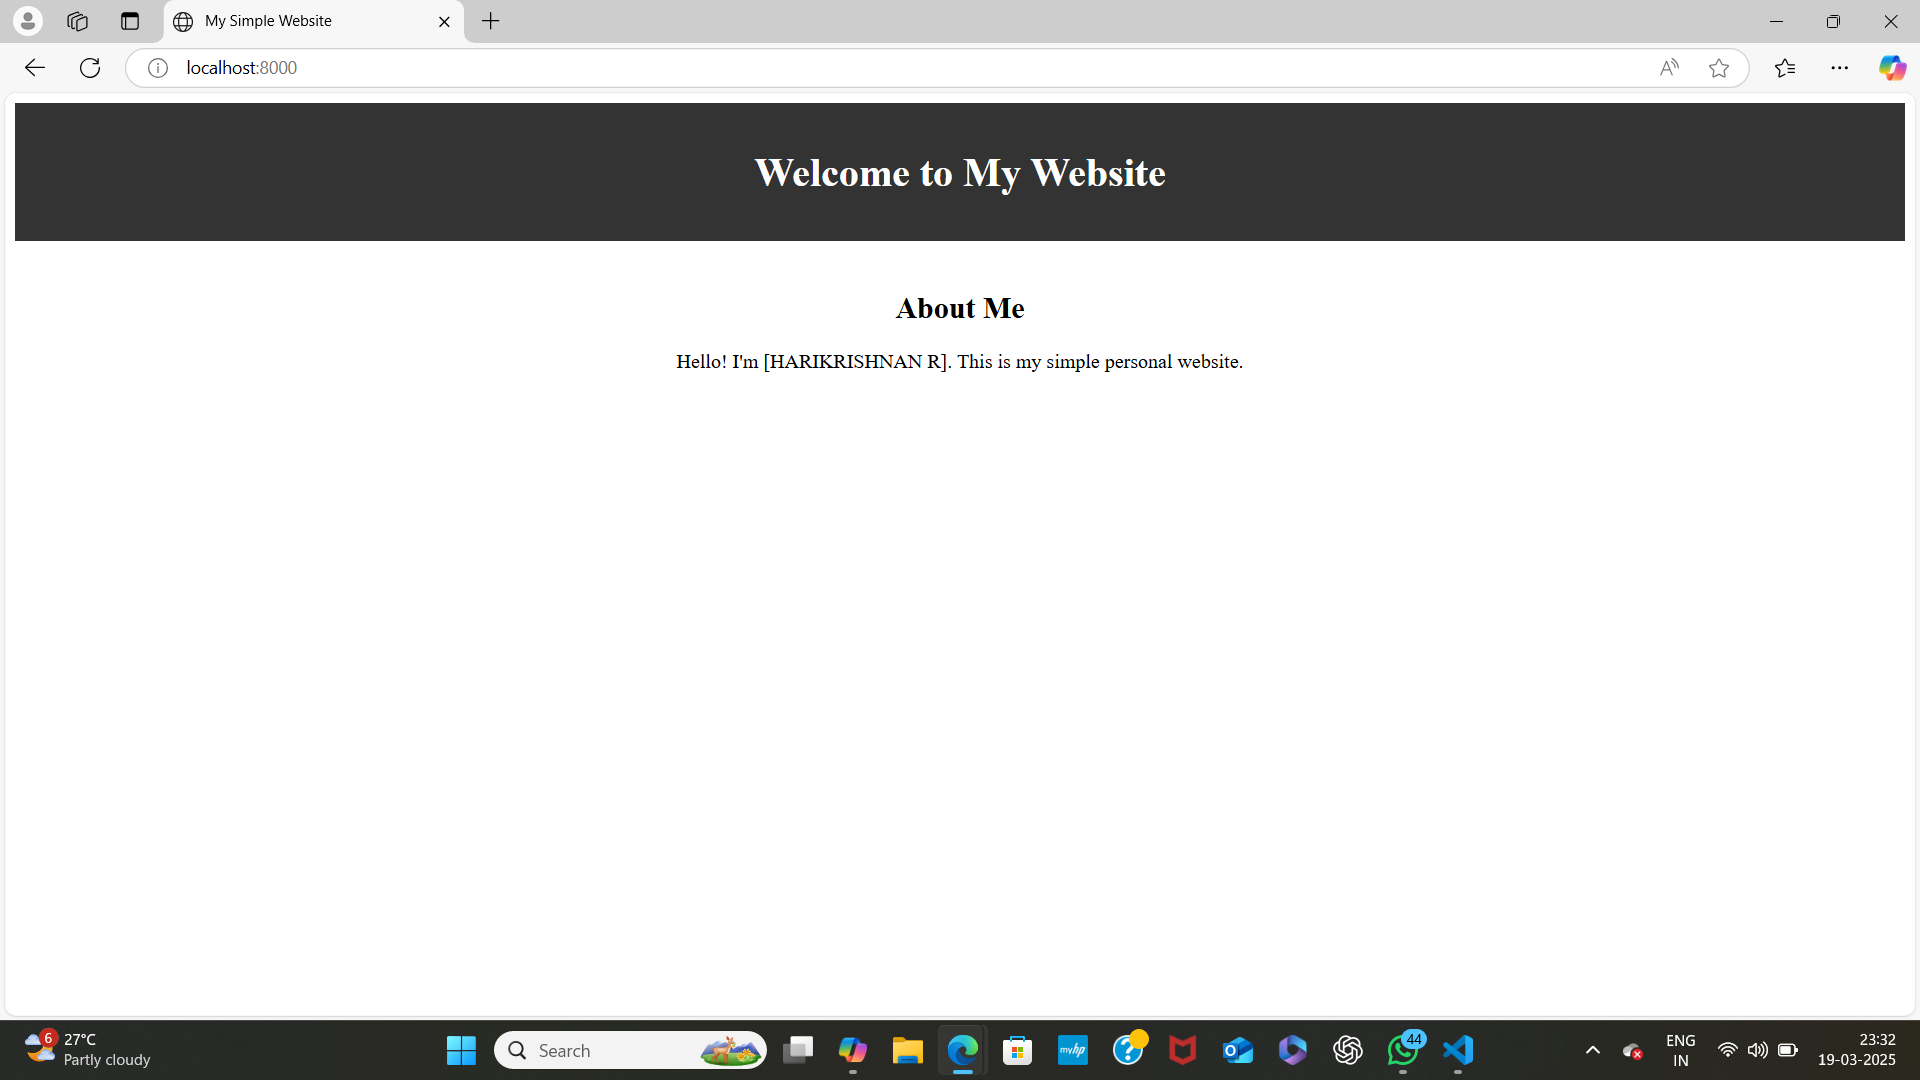 My Simple Website
localhost:8000
Welcome to My Website
About Me
Hello! I'm [HARIKRISHNAN R]. This is my simple personal website.
6
27°C
Partly cloudy
Search
myhp
44
ENG
IN
23:32
19-03-2025